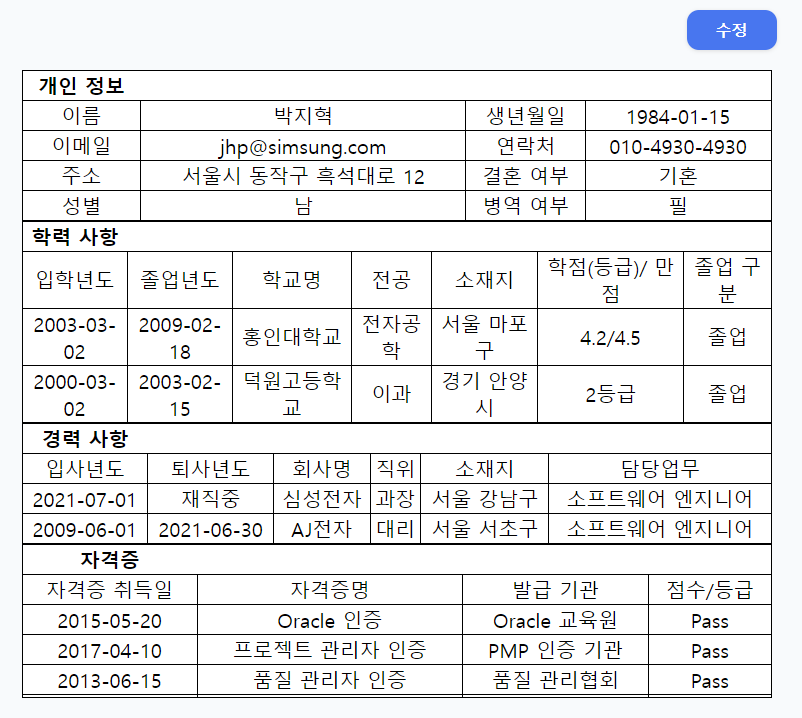 수정
개인 정보
이름 박지혁 생년월일 1984-01-15
이메일 jhp@simsung.com 연락처 010-4930-4930
주소 서울시 동작구 흑석대로 12 결혼 여부 기혼
성별 남 병역 여부 필
학력 사항
입학년도 졸업년도 학교명 전공 소재지 학점(등급)/ 만점 졸업 구분
2003-03-02 2009-02-18 홍인대학교 전자공학 서울 마포구 4.2/4.5 졸업
2000-03-02 2003-02-15 덕원고등학교 이과 경기 안양시 2등급 졸업
경력 사항
입사년도 퇴사년도 회사명 직위 소재지 담당업무
2021-07-01 재직중 심성전자 과장 서울 강남구 소프트웨어 엔지니어
2009-06-01 2021-06-30 AJ전자 대리 서울 서초구 소프트웨어 엔지니어
자격증
자격증 취득일 자격증명 발급 기관 점수/등급
2015-05-20 Oracle 인증 Oracle 교육원 Pass
2017-04-10 프로젝트 관리자 인증 PMP 인증 기관 Pass
2013-06-15 품질 관리자 인증 품질 관리협회 Pass